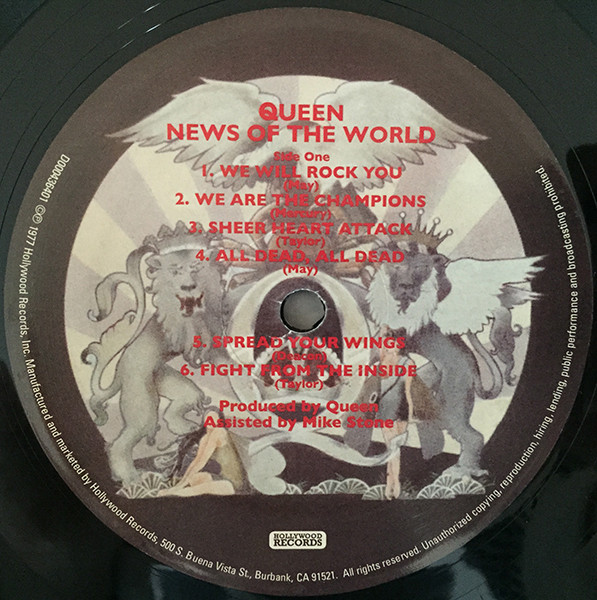 QUEEN
NEWS OF THE WORLD
Side One
1. WE WILL ROCK YOU
(May)
2. WE ARE THE CHAMPIONS
(Mercury)
3. SHEER HEART ATTACK
(Taylor)
4. ALL DEAD, ALL DEAD
(May)
5. SPREAD YOUR WINGS
(Deacon)
6. FIGHT FROM THE INSIDE
(Taylor)
Produced by Queen
Assisted by Mike Stone
HOLLYWOOD
RECORDS
D000436401 ©℗ 1977 Hollywood Records, Inc. Manufactured and marketed by Hollywood Records, 500 S. Buena Vista St., Burbank, CA 91521. All rights reserved. Unauthorized copying, reproduction, hiring, lending, public performance and broadcasting prohibited.